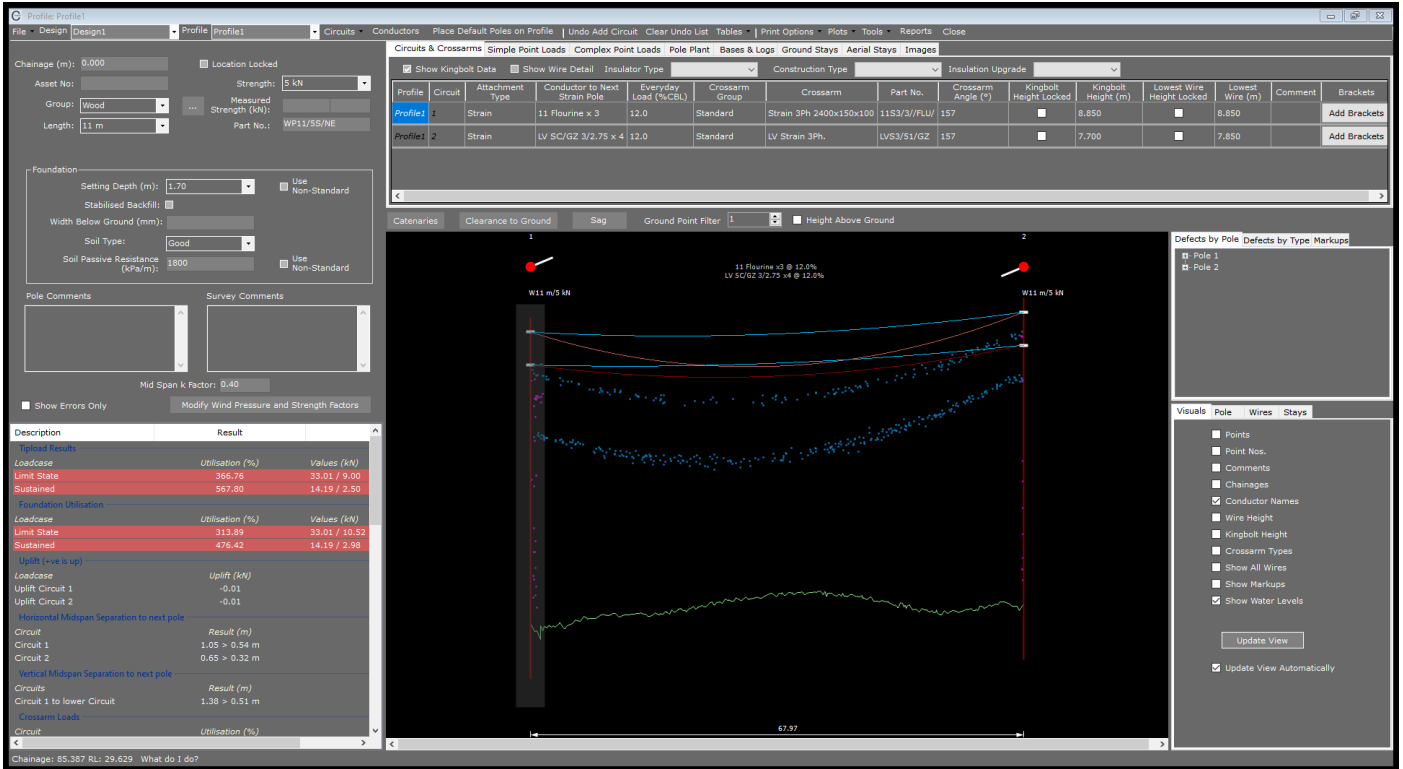 Profile: Profile1
File Design Design1 Profile Profile1 Circuits Conductors Place Default Poles on Profile | Undo Add Circuit Clear Undo List Tables | Print Options Plots Tools Reports Close
Chainage (m): 0.000 Location Locked
Asset No: Strength: 5 kN
Group: Wood ... Measured Strength (kN):
Length: 11 m Part No.: WP11/5S/NE
Foundation
Setting Depth (m): 1.70 Use Non-Standard
Stabilised Backfill:
Width Below Ground (mm):
Soil Type: Good
Soil Passive Resistance (kPa/m): 1800 Use Non-Standard
Pole Comments Survey Comments
Mid Span k Factor: 0.40
Show Errors Only Modify Wind Pressure and Strength Factors
Description Result
Tipload Results
Loadcase Utilisation (%) Values (kN)
Limit State 366.76 33.01 / 9.00
Sustained 567.80 14.19 / 2.50
Foundation Utilisation
Loadcase Utilisation (%) Values (kN)
Limit State 313.89 33.01 / 10.52
Sustained 476.42 14.19 / 2.98
Uplift (+ve is up)
Loadcase Uplift (kN)
Uplift Circuit 1 -0.01
Uplift Circuit 2 -0.01
Horizontal Midspan Separation to next pole
Circuit Result (m)
Circuit 1 1.05 > 0.54 m
Circuit 2 0.65 > 0.32 m
Vertical Midspan Separation to next pole
Circuits Result (m)
Circuit 1 to lower Circuit 1.38 > 0.51 m
Crossarm Loads
Circuit Utilisation (%)
Chainage: 85.387 RL: 29.629 What do I do?
Circuits & Crossarms Simple Point Loads Complex Point Loads Pole Plant Bases & Logs Ground Stays Aerial Stays Images
Show Kingbolt Data Show Wire Detail Insulator Type Construction Type Insulation Upgrade
Profile Circuit Attachment Type Conductor to Next Strain Pole Everyday Load (%CBL) Crossarm Group Crossarm Part No. Crossarm Angle (°) Kingbolt Height Locked Kingbolt Height (m) Lowest Wire Height Locked Lowest Wire (m) Comment Brackets
Profile1 1 Strain 11 Flourine x 3 12.0 Standard Strain 3Ph 2400x150x100 11S3/3//FLU/ 157 8.850 8.850 Add Brackets
Profile1 2 Strain LV SC/GZ 3/2.75 x 4 12.0 Standard LV Strain 3Ph. LVS3/S1/GZ 157 7.700 7.850 Add Brackets
Catenaries Clearance to Ground Sag Ground Point Filter 1 Height Above Ground
1 2
11 Flourine x3 @ 12.0%
LV SC/GZ 3/2.75 x4 @ 12.0%
W11 m/5 kN W11 m/5 kN
67.97
Defects by Pole Defects by Type Markups
Pole 1
Pole 2
Visuals Pole Wires Stays
Points
Point Nos.
Comments
Chainages
Conductor Names
Wire Height
Kingbolt Height
Crossarm Types
Show All Wires
Show Markups
Show Water Levels
Update View
Update View Automatically